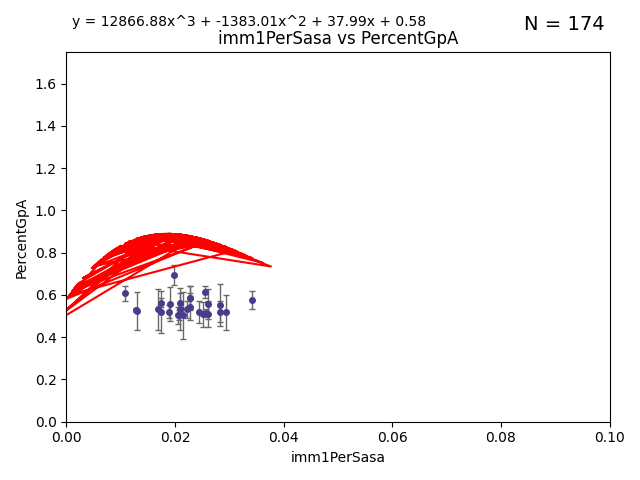 y = 12866.88x^3 + -1383.01x^2 + 37.99x + 0.58
N = 174
imm1PerSasa vs PercentGpA
1.6
1.4
1.2
1.0
0.8
0.6
0.4
0.2
0.0
PercentGpA
0.00 0.02 0.04 0.06 0.08 0.10
imm1PerSasa